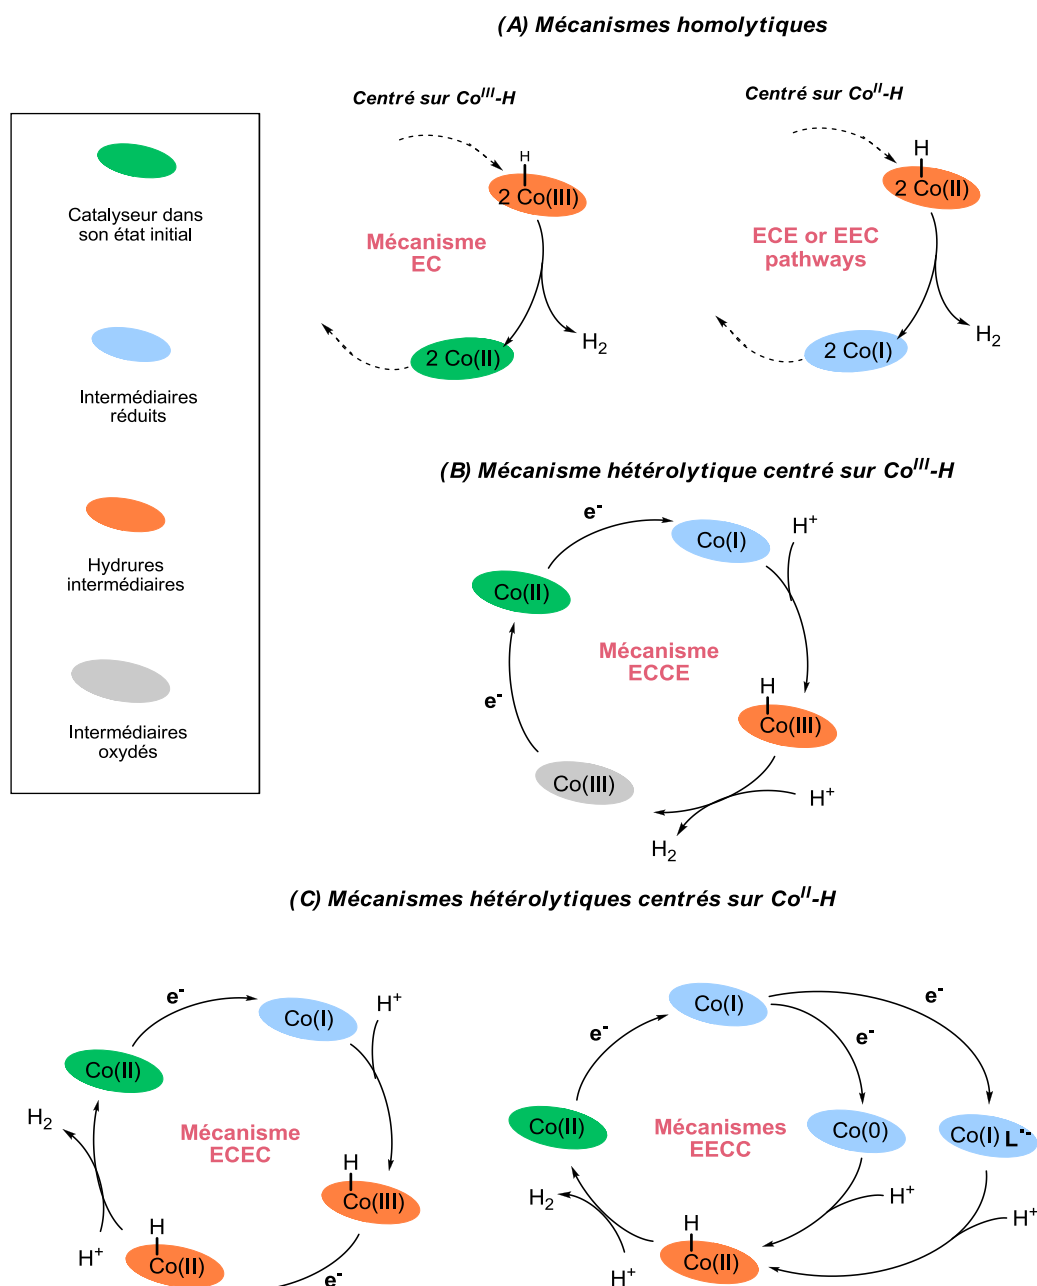 (A) Mécanismes homolytiques
Centré sur Co^III-H
Centré sur Co^II-H
Catalyseur dans
son état initial
Intermédiaires
réduits
Hydrures
intermédiaires
Intermédiaires
oxydés
H
2 Co(III)
Mécanisme
EC
H₂
2 Co(II)
H
2 Co(II)
ECE or EEC
pathways
H₂
2 Co(I)
(B) Mécanisme hétérolytique centré sur Co^III-H
e⁻
Co(I)
H⁺
Co(II)
Mécanisme
ECCE
e⁻
H
Co(III)
Co(III)
H⁺
H₂
(C) Mécanismes hétérolytiques centrés sur Co^II-H
e⁻
Co(I)
H⁺
Co(II)
H₂
Mécanisme
ECEC
H
Co(III)
H
Co(II)
H⁺
e⁻
Co(I)
e⁻
e⁻
e⁻
Co(II)
Mécanismes
EECC
Co(0)
Co(I) L•-
H₂
H
Co(II)
H⁺
H⁺
H⁺